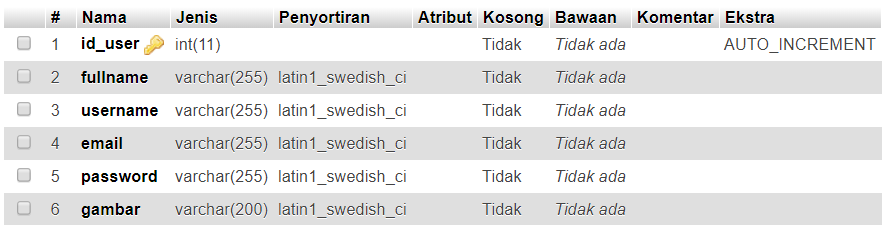 # Nama Jenis Penyortiran Atribut Kosong Bawaan Komentar Ekstra
1 id_user int(11) Tidak Tidak ada AUTO_INCREMENT
2 fullname varchar(255) latin1_swedish_ci Tidak Tidak ada
3 username varchar(255) latin1_swedish_ci Tidak Tidak ada
4 email varchar(255) latin1_swedish_ci Tidak Tidak ada
5 password varchar(255) latin1_swedish_ci Tidak Tidak ada
6 gambar varchar(200) latin1_swedish_ci Tidak Tidak ada